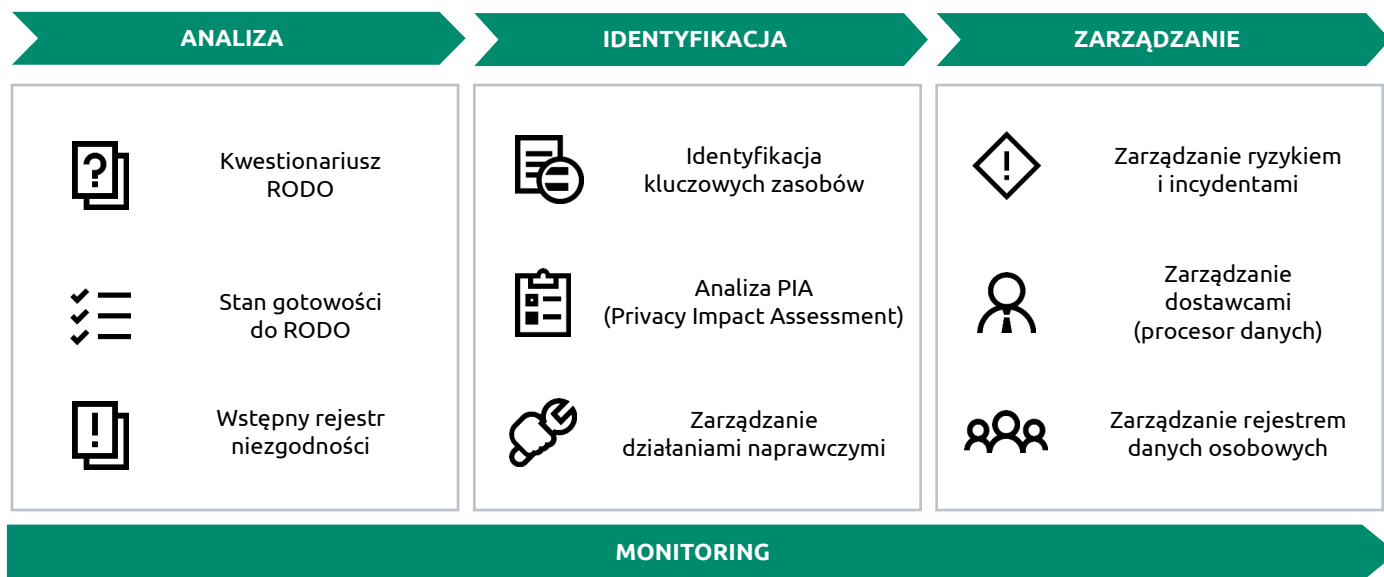 ANALIZA
IDENTYFIKACJA
ZARZĄDZANIE
Kwestionariusz
RODO
Stan gotowości
do RODO
Wstępny rejestr
niezgodności
Identyfikacja
kluczowych zasobów
Analiza PIA
(Privacy Impact Assessment)
Zarządzanie
działaniami naprawczymi
Zarządzanie ryzykiem
i incydentami
Zarządzanie
dostawcami
(procesor danych)
Zarządzanie rejestrem
danych osobowych
MONITORING